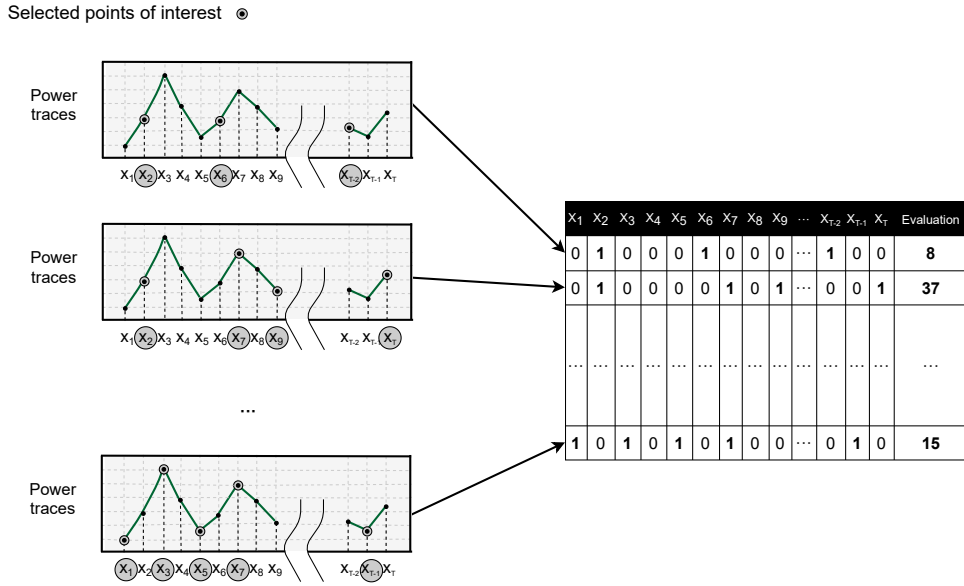 Selected points of interest
Power
traces
X1 X2 X3 X4 X5 X6 X7 X8 X9 XT-2 XT-1 XT
Power
traces
X1 X2 X3 X4 X5 X6 X7 X8 X9 XT-2 XT-1 XT
...
Power
traces
X1 X2 X3 X4 X5 X6 X7 X8 X9 XT-2 XT-1 XT
X1 X2 X3 X4 X5 X6 X7 X8 X9 ... XT-2 XT-1 XT Evaluation
0 1 0 0 0 1 0 0 0 ... 1 0 0 8
0 1 0 0 0 0 1 0 1 ... 0 0 1 37
... ... ... ... ... ... ... ... ... ... ... ... ... ...
1 0 1 0 1 0 1 0 0 ... 0 1 0 15